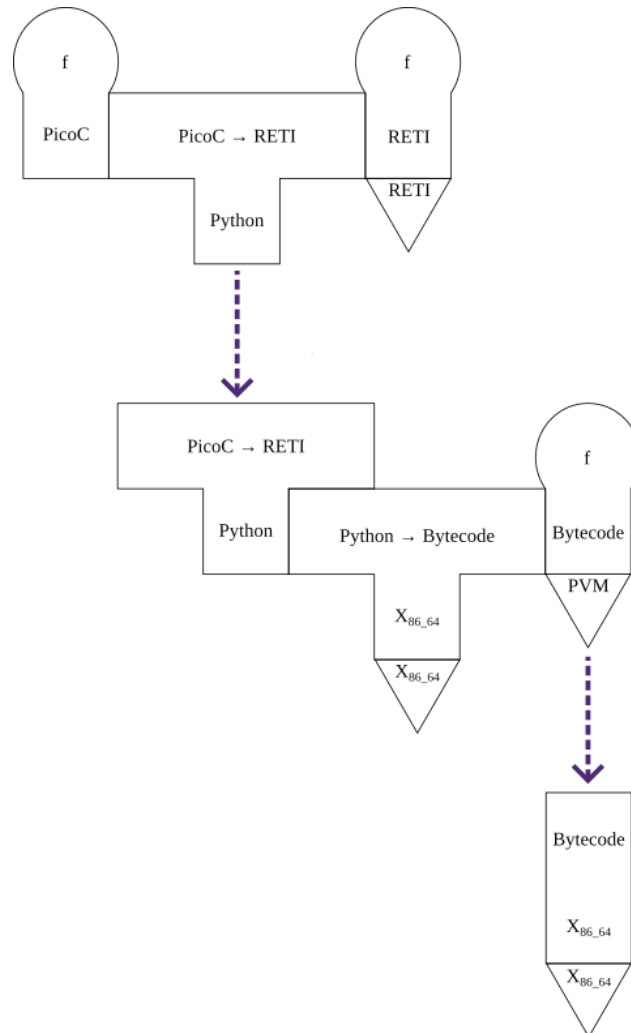 f
f
PicoC
PicoC → RETI
RETI
RETI
Python
PicoC → RETI
f
Python
Python → Bytecode
Bytecode
PVM
X86_64
X86_64
Bytecode
X86_64
X86_64